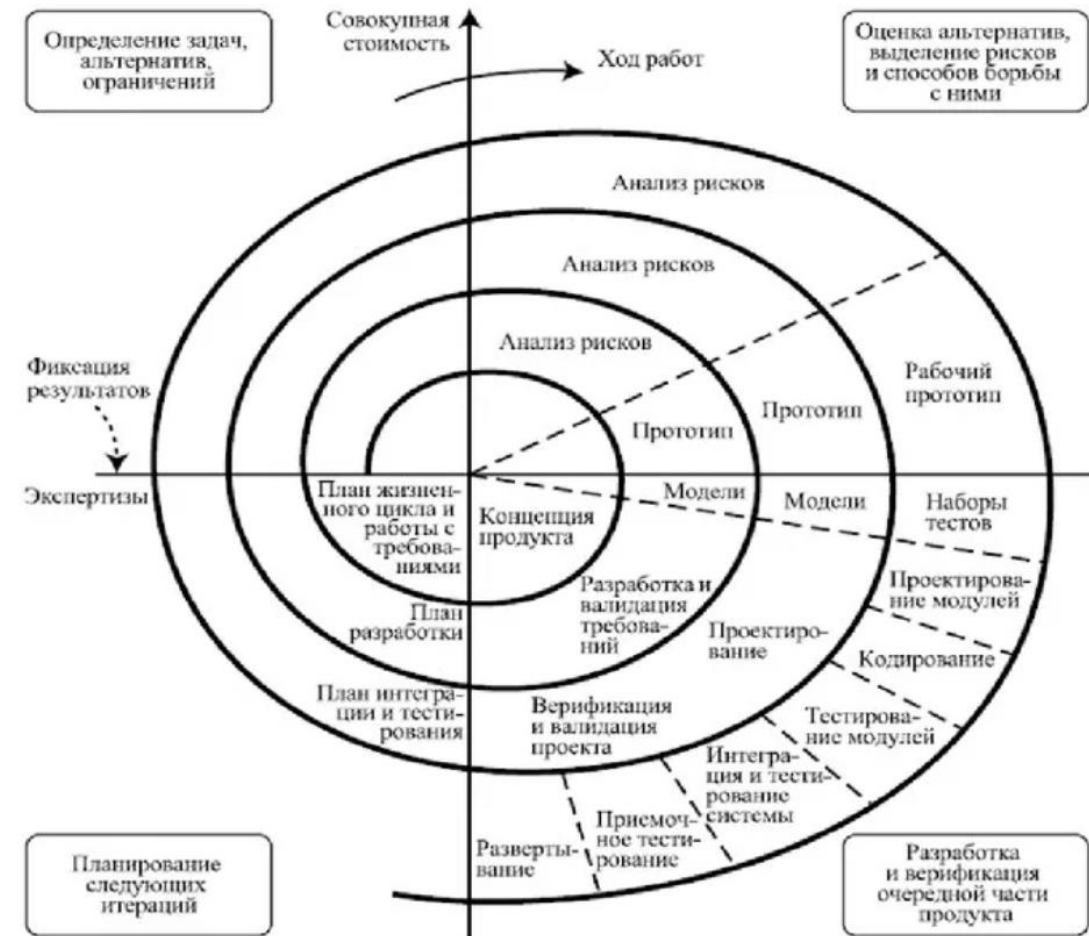 Определение задач,
альтернатив,
ограничений
Совокупная
стоимость
Ход работ
Оценка альтернатив,
выделение рисков
и способов борьбы
с ними
Анализ рисков
Анализ рисков
Анализ рисков
Фиксация
результатов
Рабочий
прототип
Прототип
Прототип
Экспертизы
План жизнен-
ного цикла и
работы с
требова-
ниями
Концепция
продукта
Модели
Модели
Наборы
тестов
План
разработки
Разработка и
валидация
требова-
ний
Проектиро-
вание
Проектирова-
ние модулей
Кодирование
План интегра-
ции и тести-
рования
Верификация
и валидация
проекта
Тестирова-
ние модулей
Интегра-
ция и тести-
рование
системы
Приемоч-
ное тести-
рование
Разверты-
вание
Планирование
следующих
итераций
Разработка
и верификация
очередной части
продукта